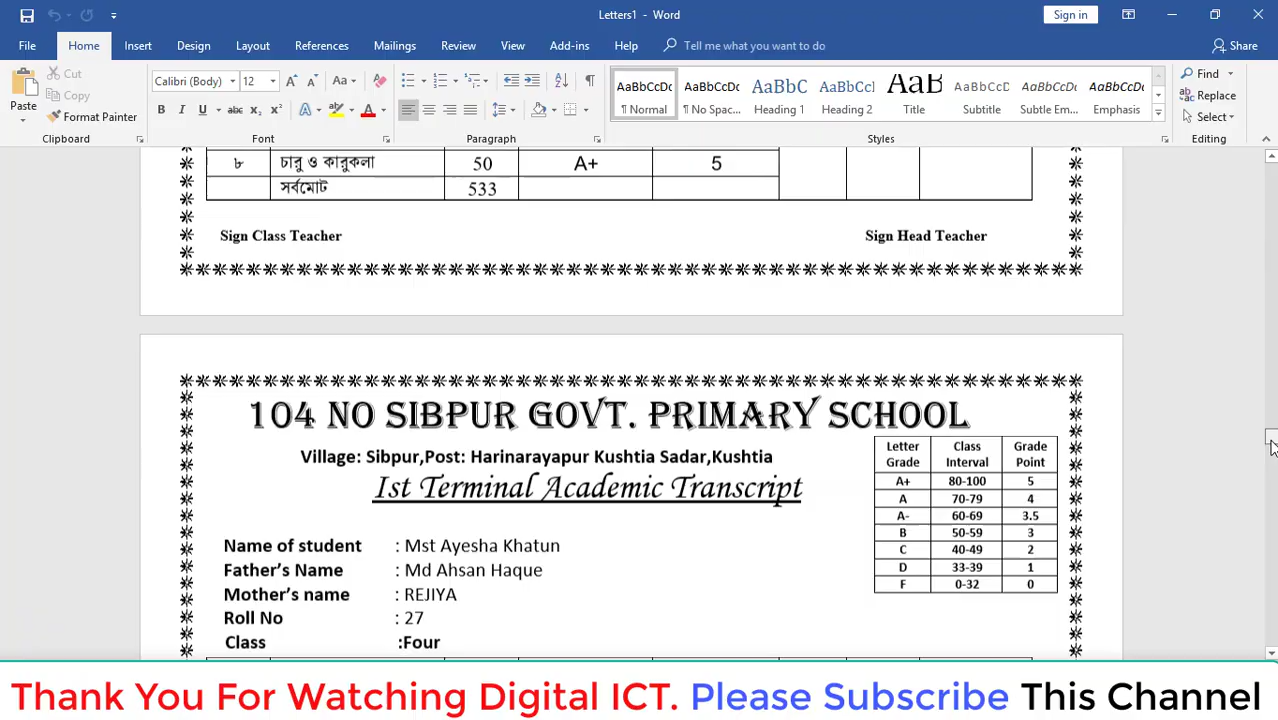 Letters1 - Word
Sign in
File Home Insert Design Layout References Mailings Review View Add-ins Help Tell me what you want to do Share
Paste
Cut
Copy
Format Painter
Clipboard
Calibri (Body) 12
Font
Paragraph
AaBbCcDc AaBbCcDc AaBbC AaBbCcl AaB AaBbCcD AaBbCcDt AaBbCcDt
¶ Normal ¶ No Spac... Heading 1 Heading 2 Title Subtitle Subtle Em... Emphasis
Styles
Find
Replace
Select
Editing
৮ চারু ও কারুকলা 50 A+ 5
সর্বমোট 533
Sign Class Teacher Sign Head Teacher
104 NO SIBPUR GOVT. PRIMARY SCHOOL
Village: Sibpur,Post: Harinarayapur Kushtia Sadar,Kushtia
Ist Terminal Academic Transcript
Letter Grade Class Interval Grade Point
A+ 80-100 5
A 70-79 4
A- 60-69 3.5
B 50-59 3
C 40-49 2
D 33-39 1
F 0-32 0
Name of student : Mst Ayesha Khatun
Father’s Name : Md Ahsan Haque
Mother’s name : REJIYA
Roll No : 27
Class :Four
Thank You For Watching Digital ICT. Please Subscribe This Channel